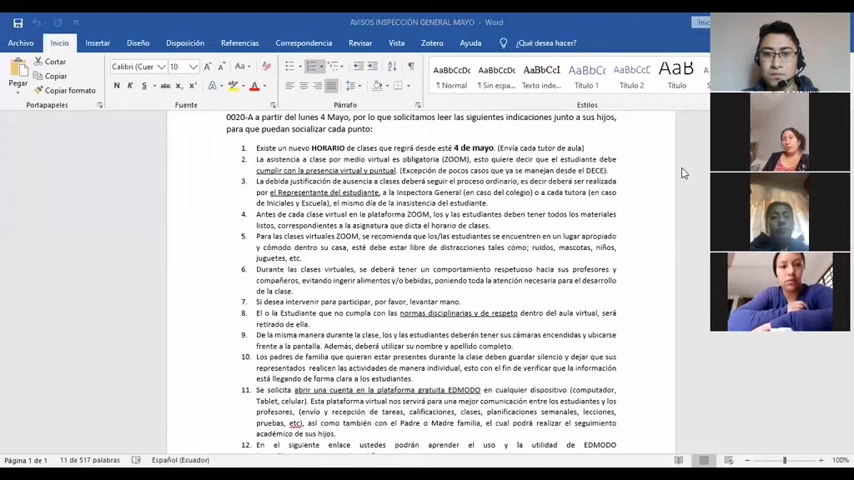 AVISOS INSPECCIÓN GENERAL MAYO - Word
Inic
Archivo Inicio Insertar Diseño Disposición Referencias Correspondencia Revisar Vista Zotero Ayuda ¿Qué desea hacer?
Pegar
Cortar
Copiar
Copiar formato
Portapapeles
Calibri (Cuer 10
N K S abc
Fuente
Párrafo
AaBbCcDc AaBbCcDc AaBbCcI AaBbCcDc AaBbCcDc AaB
¶ Normal ¶ Sin espa... Texto inde... Título 1 Título 2 Título
Estilos
0020-A a partir del lunes 4 Mayo, por lo que solicitamos leer las siguientes indicaciones junto a sus hijos,
para que puedan socializar cada punto:
1. Existe un nuevo HORARIO de clases que regirá desde esté 4 de mayo. (Envía cada tutor de aula)
2. La asistencia a clase por medio virtual es obligatoria (ZOOM), esto quiere decir que el estudiante debe
cumplir con la presencia virtual y puntual. (Excepción de pocos casos que ya se manejan desde el DECE).
3. La debida justificación de ausencia a clases deberá seguir el proceso ordinario, es decir deberá ser realizada
por el Representante del estudiante, a la Inspectora General (en caso del colegio) o a cada tutora (en caso
de Iniciales y Escuela), el mismo día de la inasistencia del estudiante.
4. Antes de cada clase virtual en la plataforma ZOOM, los y las estudiantes deben tener todos los materiales
listos, correspondientes a la asignatura que dicta el horario de clases.
5. Para las clases virtuales ZOOM, se recomienda que los/las estudiantes se encuentren en un lugar apropiado
y cómodo dentro su casa, esté debe estar libre de distracciones tales cómo; ruidos, mascotas, niños,
juguetes, etc.
6. Durante las clases virtuales, se deberá tener un comportamiento respetuoso hacia sus profesores y
compañeros, evitando ingerir alimentos y/o bebidas, poniendo toda la atención necesaria para el desarrollo
de la clase.
7. Si desea intervenir para participar, por favor, levantar mano.
8. El o la Estudiante que no cumpla con las normas disciplinarias y de respeto dentro del aula virtual, será
retirado de ella.
9. De la misma manera durante la clase, los y las estudiantes deberán tener sus cámaras encendidas y ubicarse
frente a la pantalla. Además, deberá utilizar su nombre y apellido completo.
10. Los padres de familia que quieran estar presentes durante la clase deben guardar silencio y dejar que sus
representados realicen las actividades de manera individual, esto con el fin de verificar que la información
está llegando de forma clara a los estudiantes.
11. Se solicita abrir una cuenta en la plataforma gratuita EDMODO en cualquier dispositivo (computador,
Tablet, celular). Esta plataforma virtual nos servirá para una mejor comunicación entre los estudiantes y los
profesores, (envío y recepción de tareas, calificaciones, clases, planificaciones semanales, lecciones,
pruebas, etc), así como también con el Padre o Madre familia, el cual podrá realizar el seguimiento
académico de sus hijos.
12. En el siguiente enlace ustedes podrán aprender el uso y la utilidad de EDMODO
Página 1 de 1 11 de 517 palabras Español (Ecuador) 100%